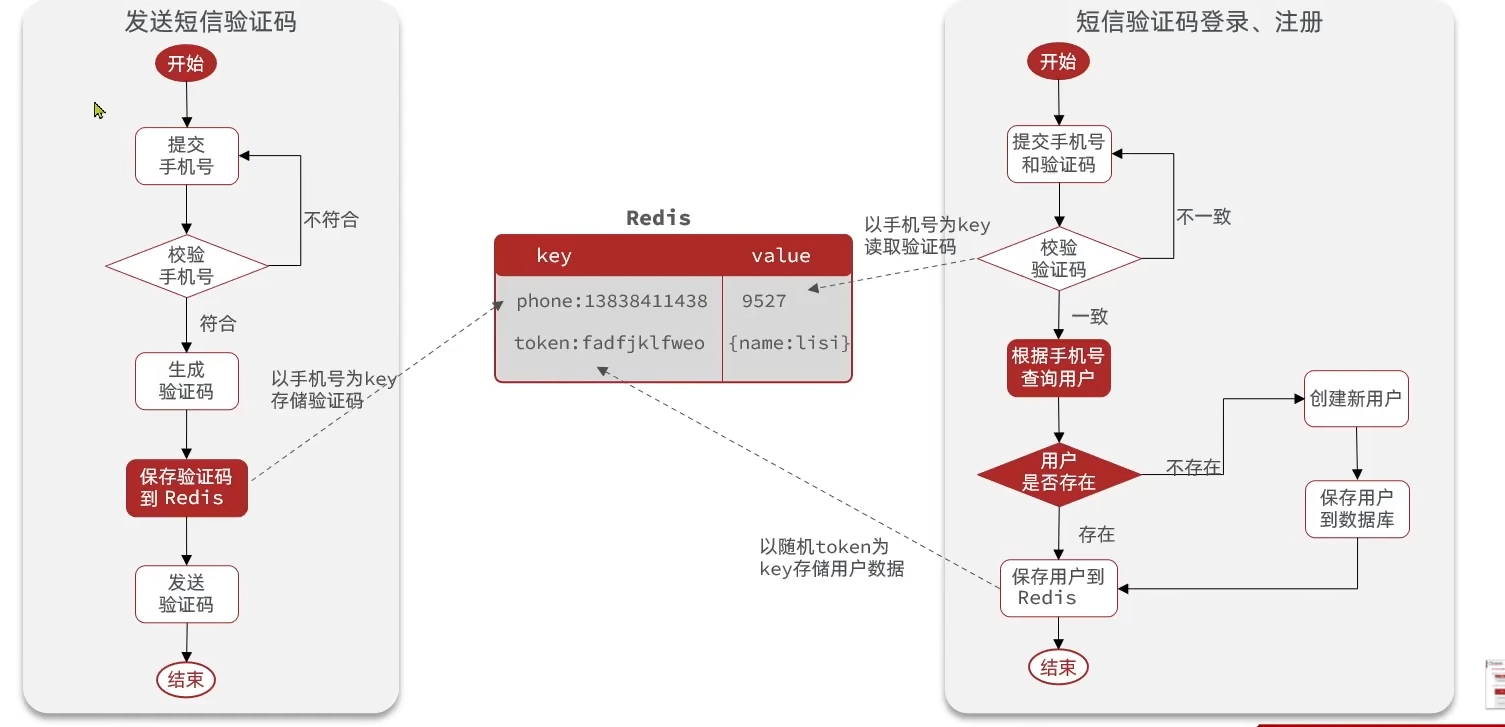 发送短信验证码
开始
提交
手机号
不符合
校验
手机号
符合
生成
验证码
以手机号为key
存储验证码
保存验证码
到 Redis
发送
验证码
结束
Redis
key value
phone:13838411438 9527
token:fadfjklfweo {name:lisi}
以手机号为key
读取验证码
以随机token为
key存储用户数据
短信验证码登录、注册
开始
提交手机号
和验证码
不一致
校验
验证码
一致
根据手机号
查询用户
用户
是否存在
不存在
创建新用户
保存用户
到数据库
存在
保存用户到
Redis
结束